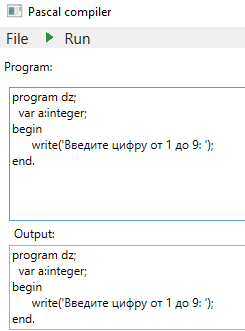 Pascal compiler
File Run
Program:
program dz;
var a:integer;
begin
write('Введите цифру от 1 до 9: ');
end.
Output:
program dz;
var a:integer;
begin
write('Введите цифру от 1 до 9: ');
end.